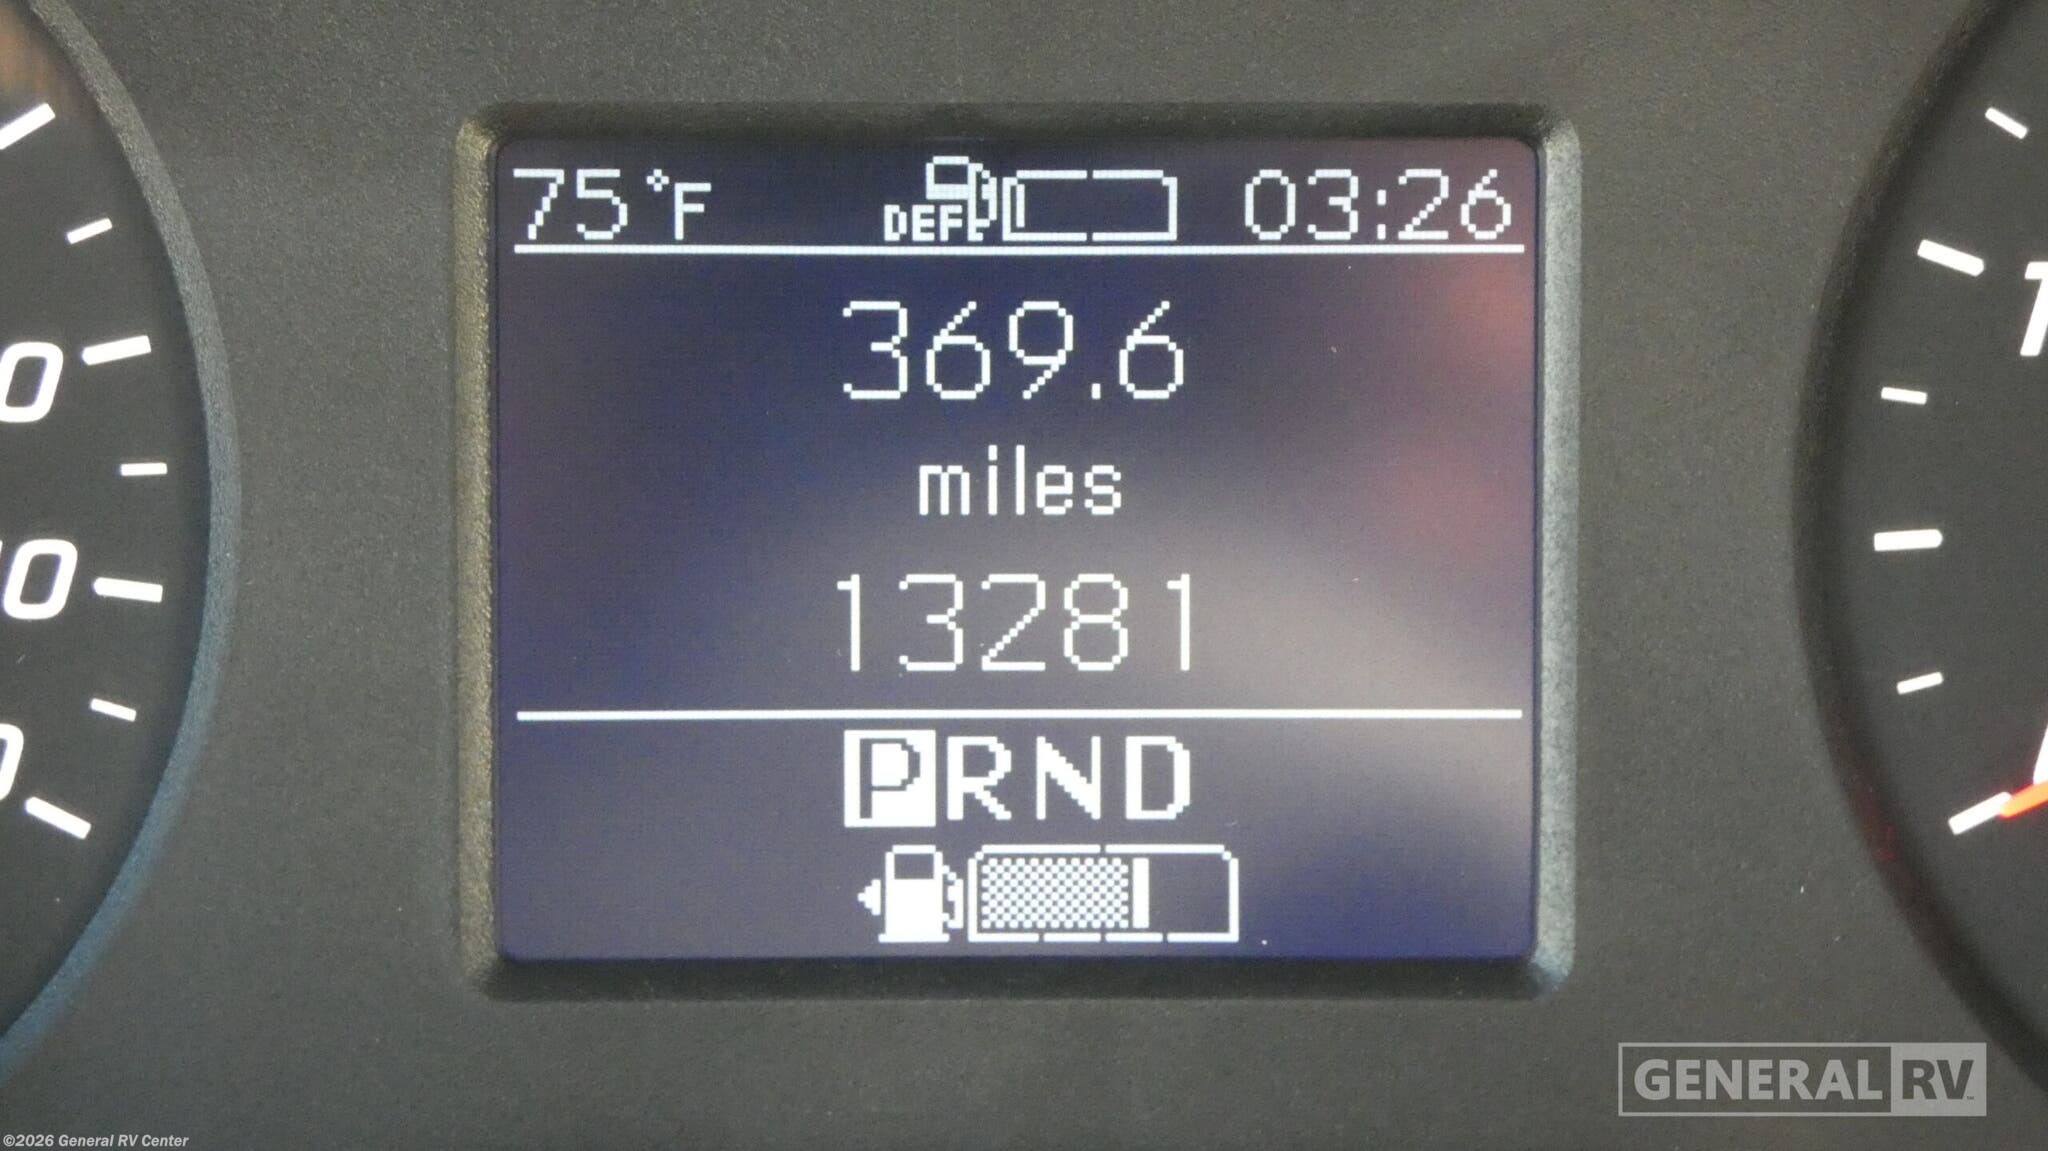 75°F DEF 03:26
369.6
miles
13281
PRND
GENERAL RV
©2026 General RV Center